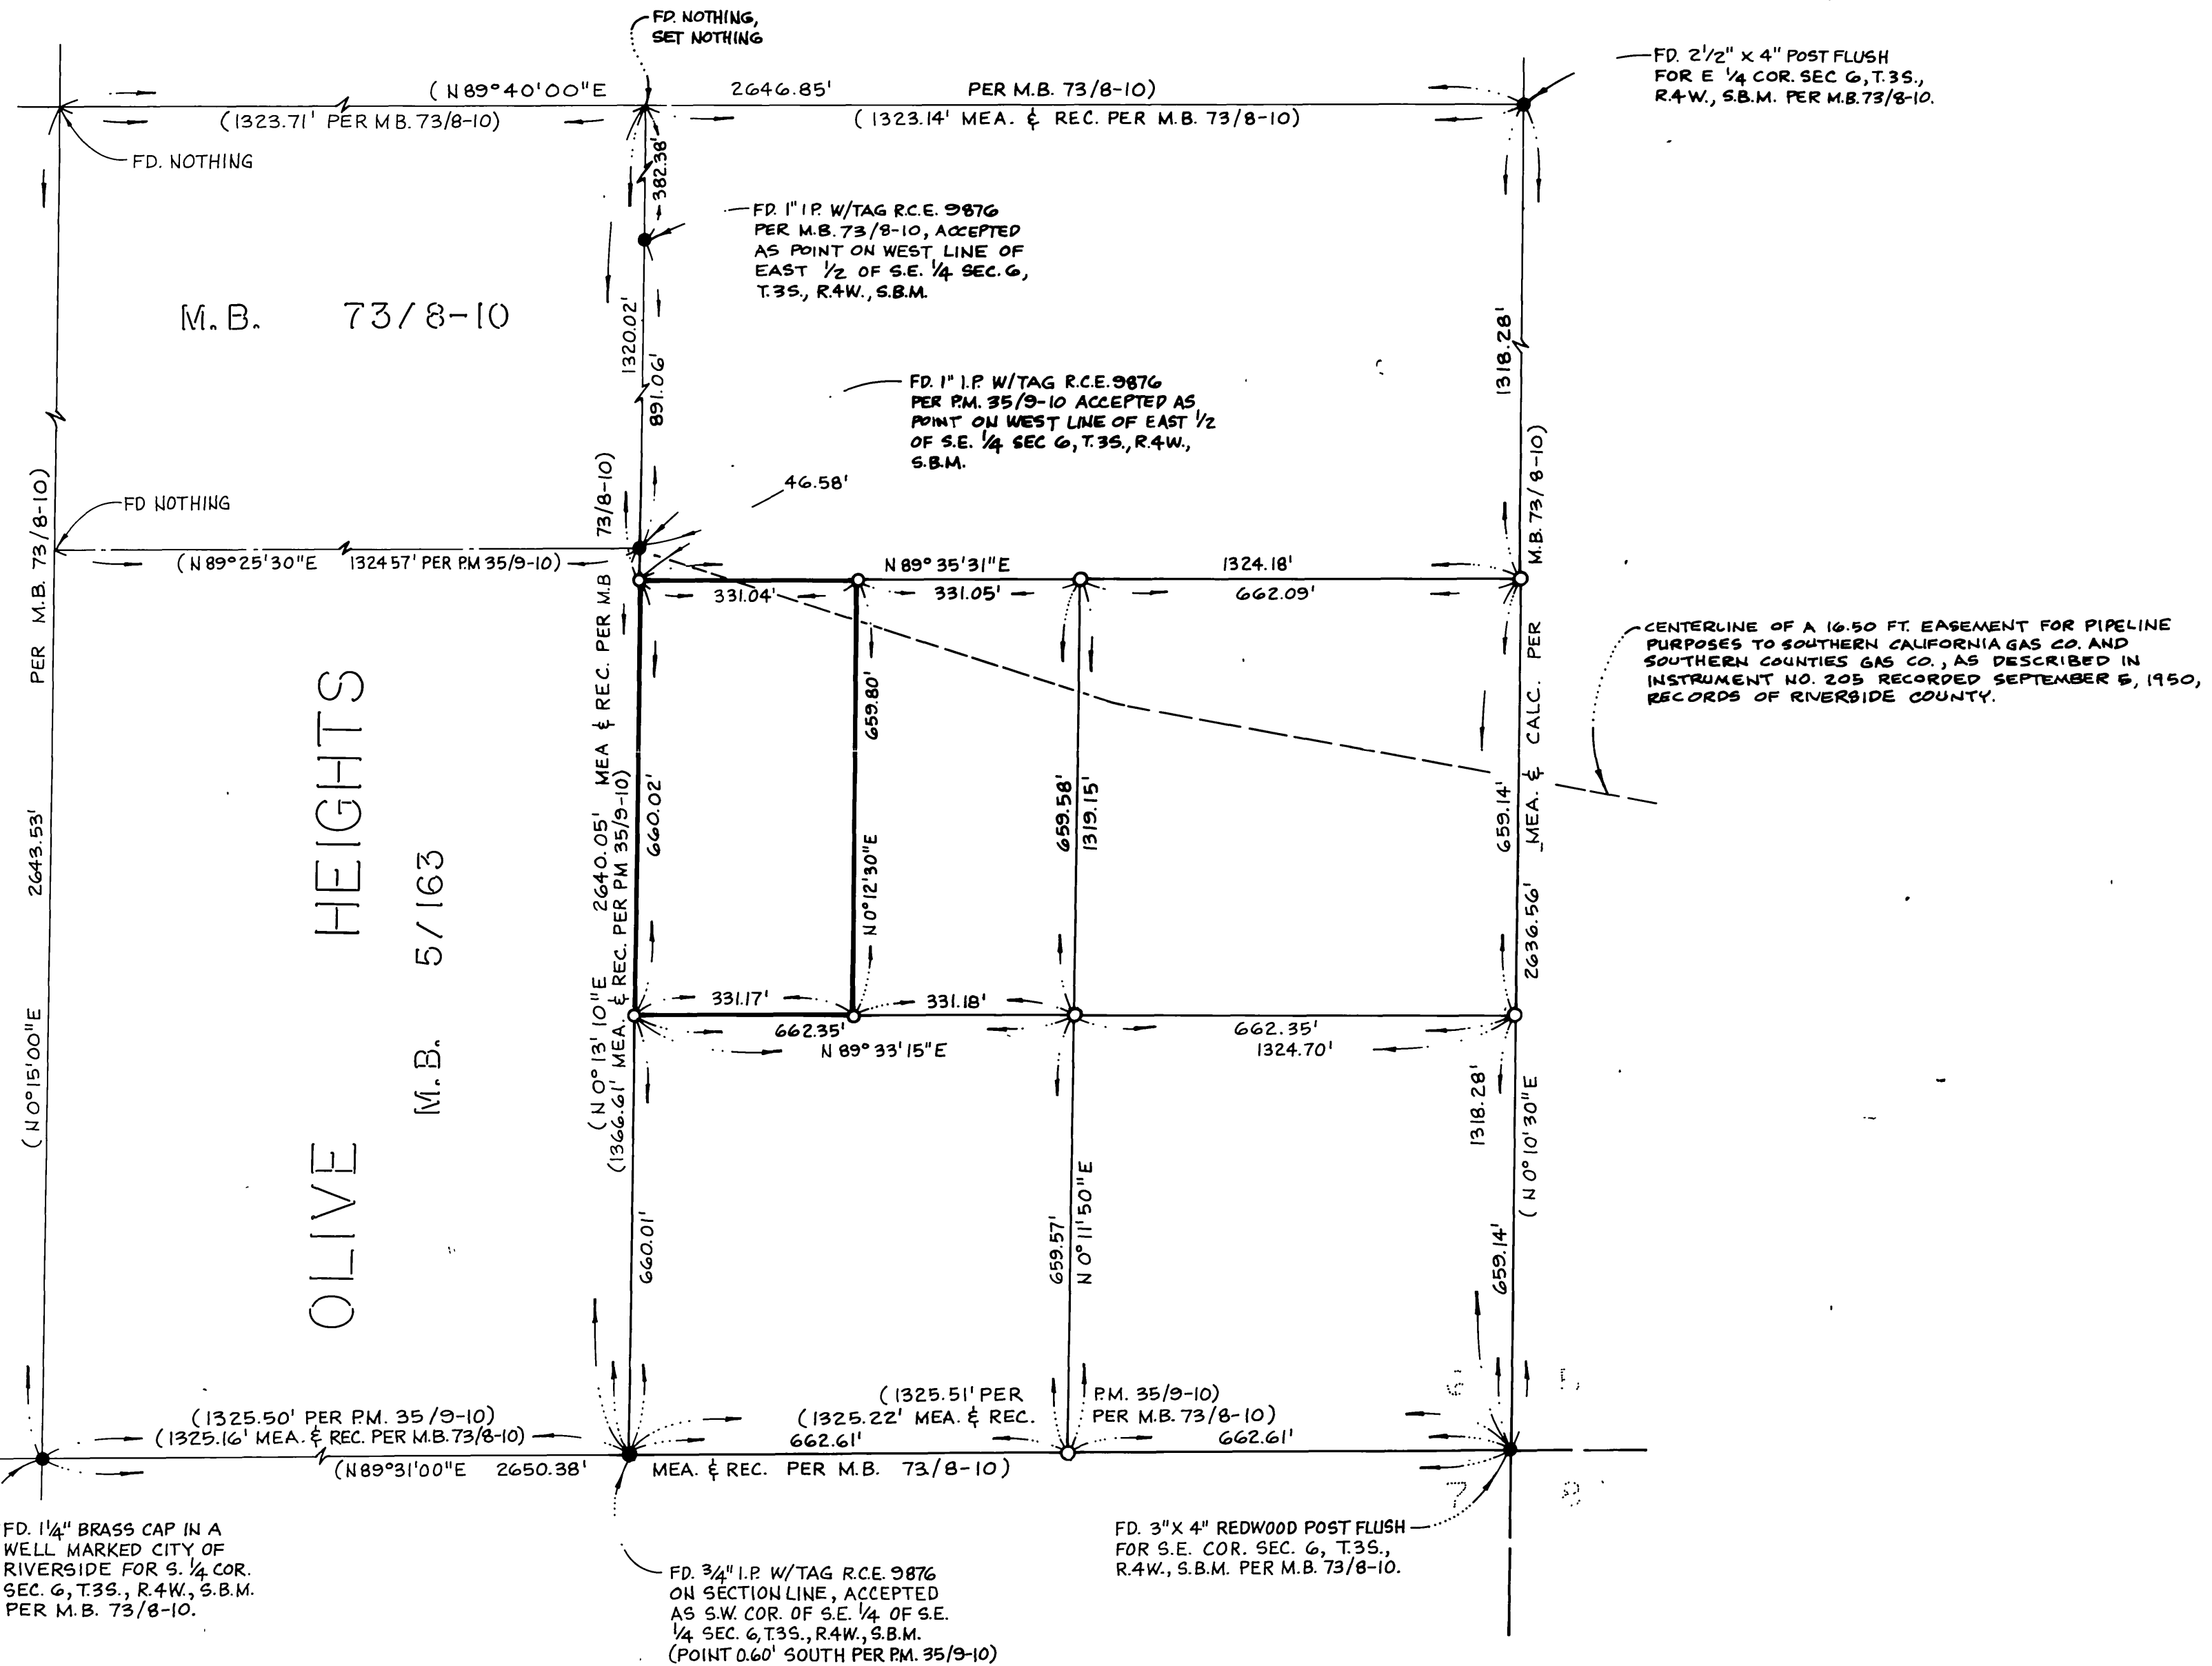 FD. NOTHING,
SET NOTHING
FD. 2 1/2" X 4" POST FLUSH
FOR E 1/4 COR. SEC 6, T.3S.,
R.4W., S.B.M. PER M.B. 73/8-10.
(N89°40'00"E 2646.85' PER M.B. 73/8-10)
(1323.71' PER M.B. 73/8-10)
(1323.14' MEA. & REC. PER M.B. 73/8-10)
FD. NOTHING
382.38'
FD. 1" I.P. W/TAG R.C.E. 9876
PER M.B. 73/8-10, ACCEPTED
AS POINT ON WEST LINE OF
EAST 1/2 OF S.E. 1/4 SEC. 6,
T.3S., R.4W., S.B.M.
M.B. 73/8-10
1320.02'
891.06'
1318.28'
FD. 1" I.P. W/TAG R.C.E. 9876
PER P.M. 35/9-10 ACCEPTED AS
POINT ON WEST LINE OF EAST 1/2
OF S.E. 1/4 SEC 6, T.3S., R.4W.,
S.B.M.
46.58'
FD NOTHING
(N89°25'30"E 1324.57' PER P.M 35/9-10)
N 89° 35'31"E 1324.18'
331.04' 331.05' 662.09'
CENTERLINE OF A 16.50 FT. EASEMENT FOR PIPELINE
PURPOSES TO SOUTHERN CALIFORNIA GAS CO. AND
SOUTHERN COUNTIES GAS CO., AS DESCRIBED IN
INSTRUMENT NO. 205 RECORDED SEPTEMBER 5, 1950,
RECORDS OF RIVERSIDE COUNTY.
(N 0°15'00"E 2643.53' PER M.B. 73/8-10)
OLIVE HEIGHTS
M.B. 5/163
(N 0° 13' 10"E 2640.05' MEA & REC. PER M.B 73/8-10)
(1366.61' MEA. & REC. PER PM 35/9-10)
660.02'
659.80'
N 0°12'30"E
659.58'
1319.15'
659.14'
(N 0°10'30"E 2636.56' MEA. & CALC. PER M.B. 73/8-10)
331.17' 331.18'
662.35' 662.35'
N 89° 33'15"E 1324.70'
1318.28'
660.01'
659.57'
N 0°11'50"E
659.14'
6 5
(1325.50' PER P.M. 35/9-10)
(1325.16' MEA. & REC. PER M.B. 73/8-10)
(1325.51' PER P.M. 35/9-10)
(1325.22' MEA. & REC. PER M.B. 73/8-10)
662.61' 662.61'
(N89°31'00"E 2650.38' MEA. & REC. PER M.B. 73/8-10)
7 8
FD. 1 1/4" BRASS CAP IN A
WELL MARKED CITY OF
RIVERSIDE FOR S. 1/4 COR.
SEC. 6, T.3S., R.4W., S.B.M.
PER M.B. 73/8-10.
FD. 3/4" I.P. W/TAG R.C.E. 9876
ON SECTION LINE, ACCEPTED
AS S.W. COR. OF S.E. 1/4 OF S.E.
1/4 SEC. 6, T.3S., R.4W., S.B.M.
(POINT 0.60' SOUTH PER P.M. 35/9-10)
FD. 3" X 4" REDWOOD POST FLUSH
FOR S.E. COR. SEC. 6, T.3S.,
R.4W., S.B.M. PER M.B. 73/8-10.